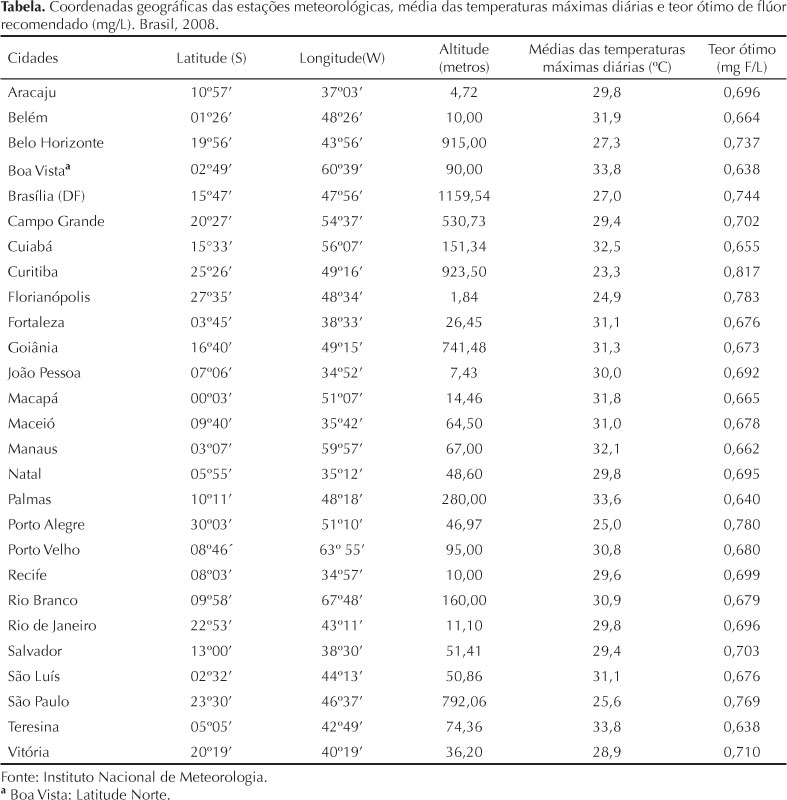 Tabela. Coordenadas geográficas das estações meteorológicas, média das temperaturas máximas diárias e teor ótimo de flúor
recomendado (mg/L). Brasil, 2008.
Cidades Latitude (S) Longitude(W) Altitude (metros) Médias das temperaturas máximas diárias (ºC) Teor ótimo (mg F/L)
Aracaju 10º57’ 37º03’ 4,72 29,8 0,696
Belém 01º26’ 48º26’ 10,00 31,9 0,664
Belo Horizonte 19º56’ 43º56’ 915,00 27,3 0,737
Boa Vistaª 02º49’ 60º39’ 90,00 33,8 0,638
Brasília (DF) 15º47’ 47º56’ 1159,54 27,0 0,744
Campo Grande 20º27’ 54º37’ 530,73 29,4 0,702
Cuiabá 15°33’ 56º07’ 151,34 32,5 0,655
Curitiba 25º26’ 49º16’ 923,50 23,3 0,817
Florianópolis 27º35’ 48º34’ 1,84 24,9 0,783
Fortaleza 03º45’ 38º33’ 26,45 31,1 0,676
Goiânia 16º40’ 49º15’ 741,48 31,3 0,673
João Pessoa 07º06’ 34º52’ 7,43 30,0 0,692
Macapá 00º03’ 51º07’ 14,46 31,8 0,665
Maceió 09º40’ 35º42’ 64,50 31,0 0,678
Manaus 03º07’ 59º57’ 67,00 32,1 0,662
Natal 05º55’ 35º12’ 48,60 29,8 0,695
Palmas 10º11’ 48º18’ 280,00 33,6 0,640
Porto Alegre 30º03’ 51º10’ 46,97 25,0 0,780
Porto Velho 08º46´ 63º 55’ 95,00 30,8 0,680
Recife 08º03’ 34º57’ 10,00 29,6 0,699
Rio Branco 09º58’ 67º48’ 160,00 30,9 0,679
Rio de Janeiro 22º53’ 43º11’ 11,10 29,8 0,696
Salvador 13º00’ 38º30’ 51,41 29,4 0,703
São Luís 02º32’ 44º13’ 50,86 31,1 0,676
São Paulo 23º30’ 46º37’ 792,06 25,6 0,769
Teresina 05º05’ 42º49’ 74,36 33,8 0,638
Vitória 20º19’ 40º19’ 36,20 28,9 0,710
Fonte: Instituto Nacional de Meteorologia.
ª Boa Vista: Latitude Norte.